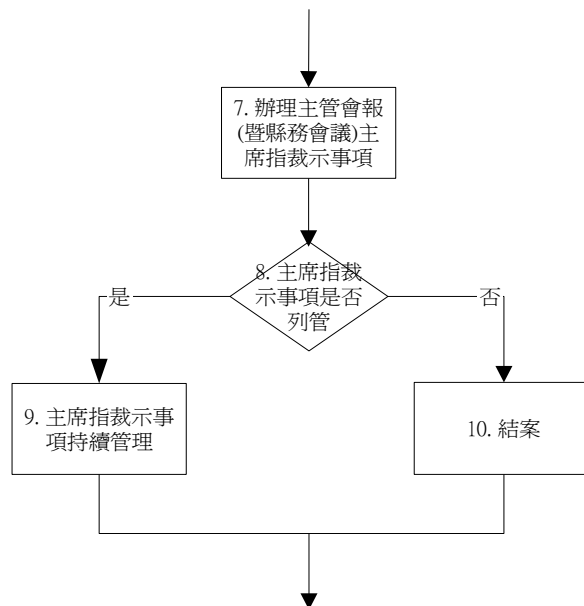 7. 辦理主管會報
(暨縣務會議)主
席指裁示事項
8. 主席指裁
示事項是否
列管
是
否
9. 主席指裁示事
項持續管理
10. 結案